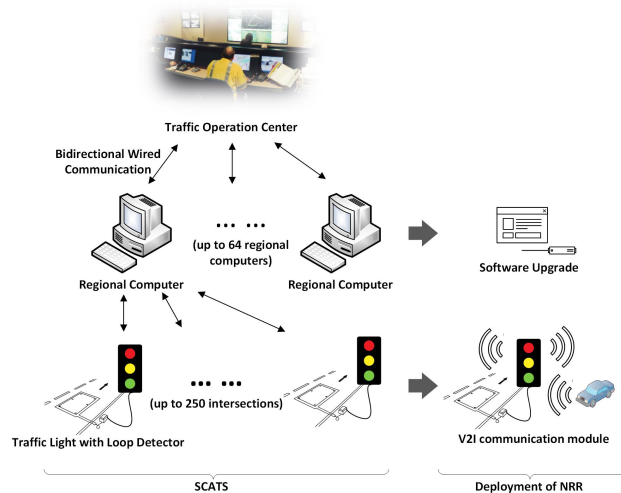 Traffic Operation Center
Bidirectional Wired
Communication
... ...
(up to 64 regional
computers)
Regional Computer
Regional Computer
Software Upgrade
... ...
(up to 250 intersections)
Traffic Light with Loop Detector
V2I communication module
SCATS
Deployment of NRR